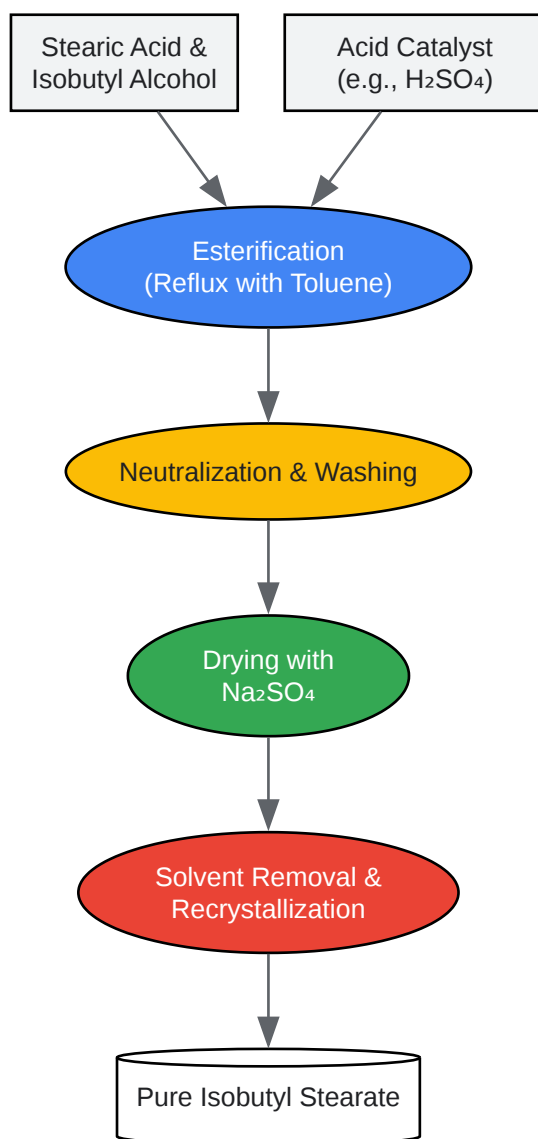 Stearic Acid &
Isobutyl Alcohol
Acid Catalyst
(e.g., H₂SO₄)
Esterification
(Reflux with Toluene)
Neutralization & Washing
Drying with
Na₂SO₄
Solvent Removal &
Recrystallization
Pure Isobutyl Stearate